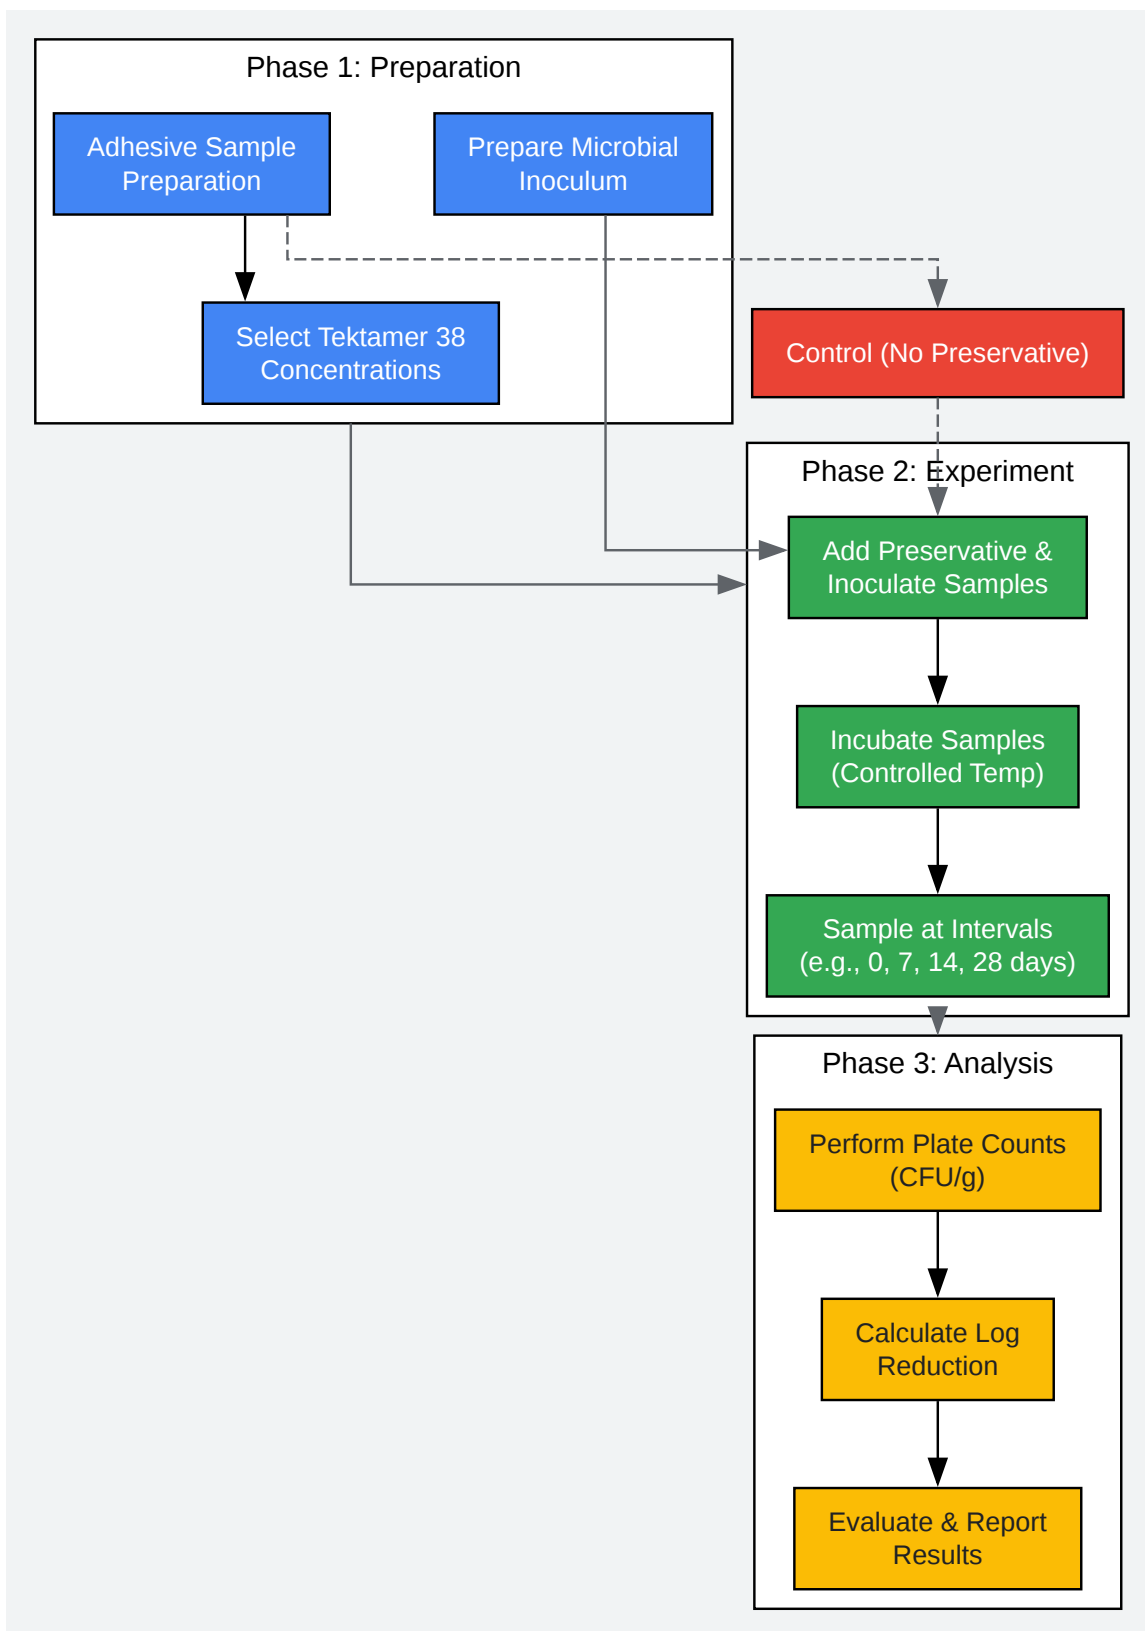 Phase 1: Preparation
Adhesive Sample
Preparation
Prepare Microbial
Inoculum
Select Tektamer 38
Concentrations
Control (No Preservative)
Phase 2: Experiment
Add Preservative &
Inoculate Samples
Incubate Samples
(Controlled Temp)
Sample at Intervals
(e.g., 0, 7, 14, 28 days)
Phase 3: Analysis
Perform Plate Counts
(CFU/g)
Calculate Log
Reduction
Evaluate & Report
Results